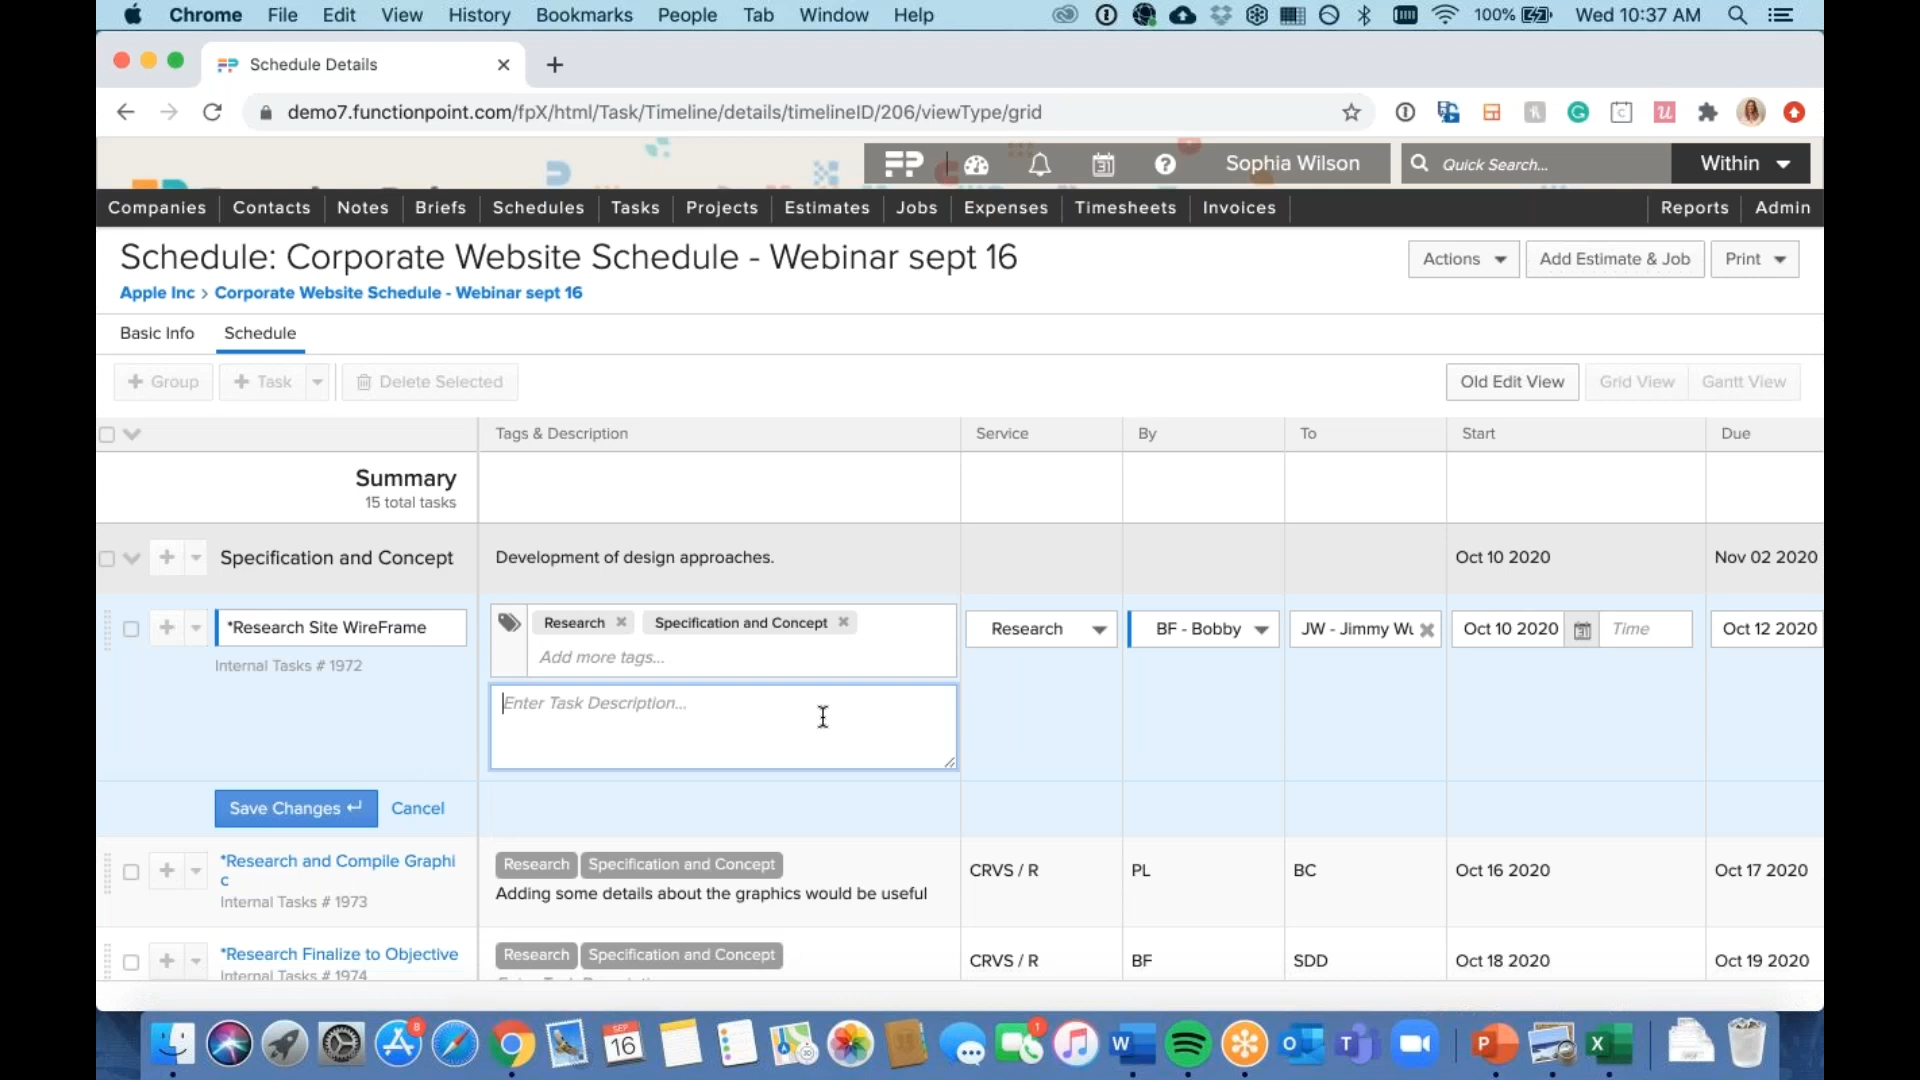 Chrome File Edit View History Bookmarks People Tab Window Help 100% Wed 10:37 AM
Schedule Details
demo7.functionpoint.com/fpX/html/Task/Timeline/details/timelineID/206/viewType/grid
FP 31 Sophia Wilson Quick Search... Within
Companies Contacts Notes Briefs Schedules Tasks Projects Estimates Jobs Expenses Timesheets Invoices Reports Admin
Schedule: Corporate Website Schedule - Webinar sept 16
Actions Add Estimate & Job Print
Apple Inc > Corporate Website Schedule - Webinar sept 16
Basic Info Schedule
+ Group + Task Delete Selected Old Edit View Grid View Gantt View
Tags & Description Service By To Start Due
Summary
15 total tasks
Specification and Concept Development of design approaches. Oct 10 2020 Nov 02 2020
*Research Site WireFrame Research Specification and Concept Research BF - Bobby JW - Jimmy Wu Oct 10 2020 31 Time Oct 12 2020
Add more tags...
Internal Tasks # 1972
Enter Task Description...
Save Changes Cancel
*Research and Compile Graphi
c
Internal Tasks # 1973
Research Specification and Concept
Adding some details about the graphics would be useful
CRVS / R PL BC Oct 16 2020 Oct 17 2020
*Research Finalize to Objective
Internal Tasks # 1974
Research Specification and Concept
CRVS / R BF SDD Oct 18 2020 Oct 19 2020
8 SEP 16 1 W O T P X